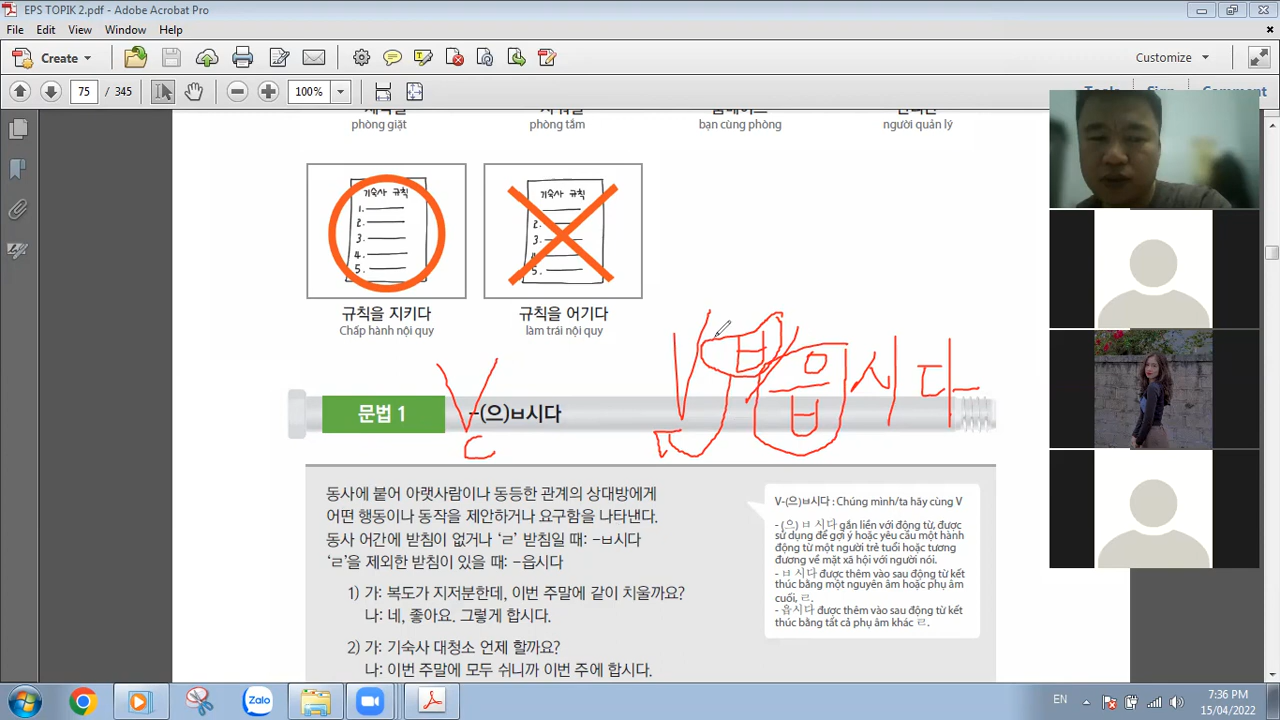 EPS TOPIK 2.pdf - Adobe Acrobat Pro
File Edit View Window Help
Create
Customize
75 / 345
100%
Tools Sign Comment
phòng giặt
phòng tắm
bạn cùng phòng
người quản lý
기숙사 규칙
1.
2.
3.
4.
5.
기숙사 규칙
2.
3.
5.
규칙을 지키다
Chấp hành nội quy
규칙을 어기다
làm trái nội quy
V
C
V ㅂ 읍 시 다
문법 1
-(으)ㅂ시다
동사에 붙어 아랫사람이나 동등한 관계의 상대방에게
어떤 행동이나 동작을 제안하거나 요구함을 나타낸다.
동사 어간에 받침이 없거나 ‘ㄹ’ 받침일 때: -ㅂ시다
‘ㄹ’을 제외한 받침이 있을 때: -읍시다
1) 가: 복도가 지저분한데, 이번 주말에 같이 치울까요?
나: 네, 좋아요. 그렇게 합시다.
2) 가: 기숙사 대청소 언제 할까요?
나: 이번 주말에 모두 쉬니까 이번 주에 합시다.
V-(으)ㅂ시다 : Chúng mình/ta hãy cùng V
- (으) ㅂ 시다 gắn liền với động từ, được
sử dụng để gợi ý hoặc yêu cầu một hành
động từ một người trẻ tuổi hoặc tương
đương về mặt xã hội với người nói.
- ㅂ 시다 được thêm vào sau động từ kết
thúc bằng một nguyên âm hoặc phụ âm
cuối, ㄹ.
- 읍시다 được thêm vào sau động từ kết
thúc bằng tất cả phụ âm khác ㄹ.
Zalo
EN
7:36 PM
15/04/2022